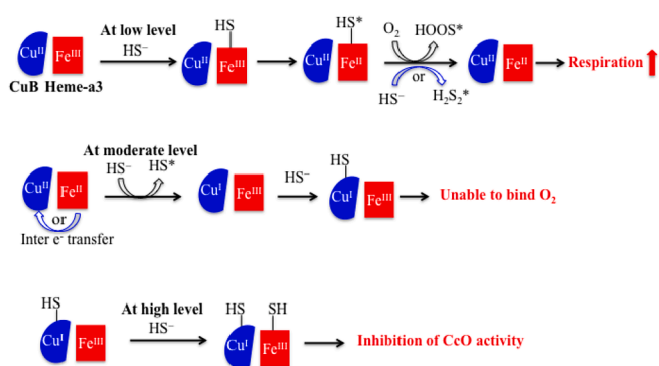 At low level
HS⁻
HS
HS*
O₂
HOOS*
Cuᴵᴵ Feᴵᴵᴵ
Cuᴵᴵ Feᴵᴵᴵ
Cuᴵᴵ Feᴵᴵ
or
Cuᴵᴵ Feᴵᴵ
Respiration
HS⁻
H₂S₂*
CuB Heme-a3
At moderate level
HS⁻
HS*
HS⁻
HS
Cuᴵᴵ Feᴵᴵ
Cuᴵ Feᴵᴵᴵ
Cuᴵ Feᴵᴵᴵ
Unable to bind O₂
or
Inter e⁻ transfer
HS
At high level
HS⁻
HS
SH
Cuᴵ Feᴵᴵᴵ
Cuᴵ Feᴵᴵᴵ
Inhibition of CcO activity